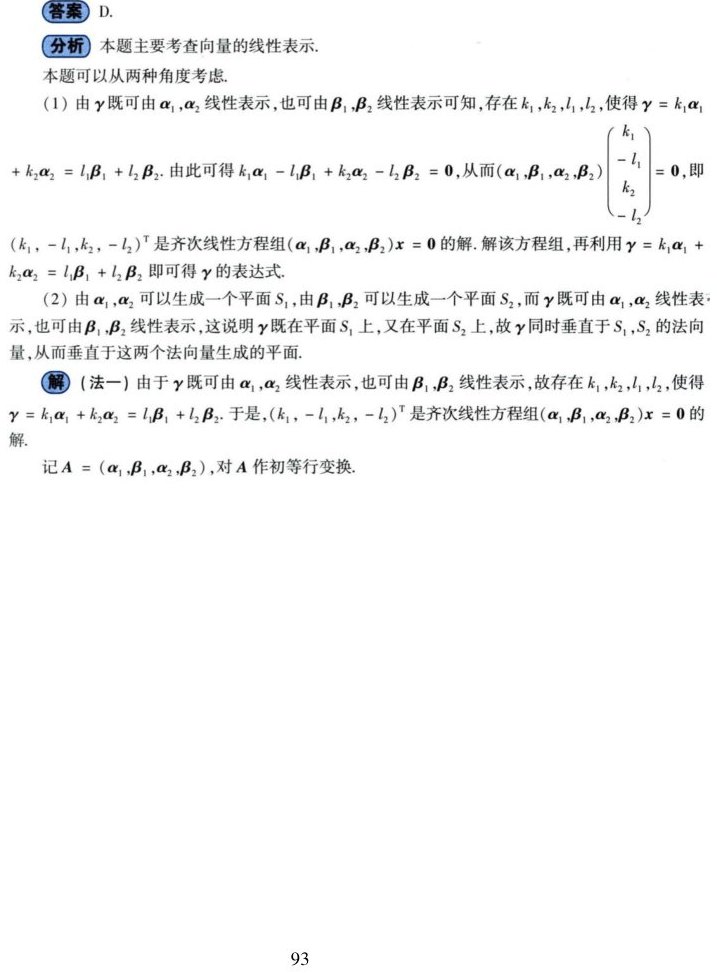 答案 D.
分析 本题主要考查向量的线性表示.
本题可以从两种角度考虑.
(1) 由 γ 既可由 α₁,α₂ 线性表示,也可由 β₁,β₂ 线性表示可知,存在 k₁,k₂,l₁,l₂,使得 γ = k₁α₁
+ k₂α₂ = l₁β₁ + l₂β₂. 由此可得 k₁α₁ - l₁β₁ + k₂α₂ - l₂β₂ = 0,从而(α₁,β₁,α₂,β₂) (k₁ - l₁ k₂ - l₂) = 0,即
(k₁, - l₁,k₂, - l₂)ᵀ 是齐次线性方程组(α₁,β₁,α₂,β₂)x = 0 的解. 解该方程组,再利用 γ = k₁α₁ +
k₂α₂ = l₁β₁ + l₂β₂ 即可得 γ 的表达式.
(2) 由 α₁,α₂ 可以生成一个平面 S₁,由 β₁,β₂ 可以生成一个平面 S₂,而 γ 既可由 α₁,α₂ 线性表
示,也可由 β₁,β₂ 线性表示,这说明 γ 既在平面 S₁ 上,又在平面 S₂ 上,故 γ 同时垂直于 S₁,S₂ 的法向
量,从而垂直于这两个法向量生成的平面.
解 (法一) 由于 γ 既可由 α₁,α₂ 线性表示,也可由 β₁,β₂ 线性表示,故存在 k₁,k₂,l₁,l₂,使得
γ = k₁α₁ + k₂α₂ = l₁β₁ + l₂β₂. 于是,(k₁, - l₁,k₂, - l₂)ᵀ 是齐次线性方程组(α₁,β₁,α₂,β₂)x = 0 的
解.
记 A = (α₁,β₁,α₂,β₂),对 A 作初等行变换.
93